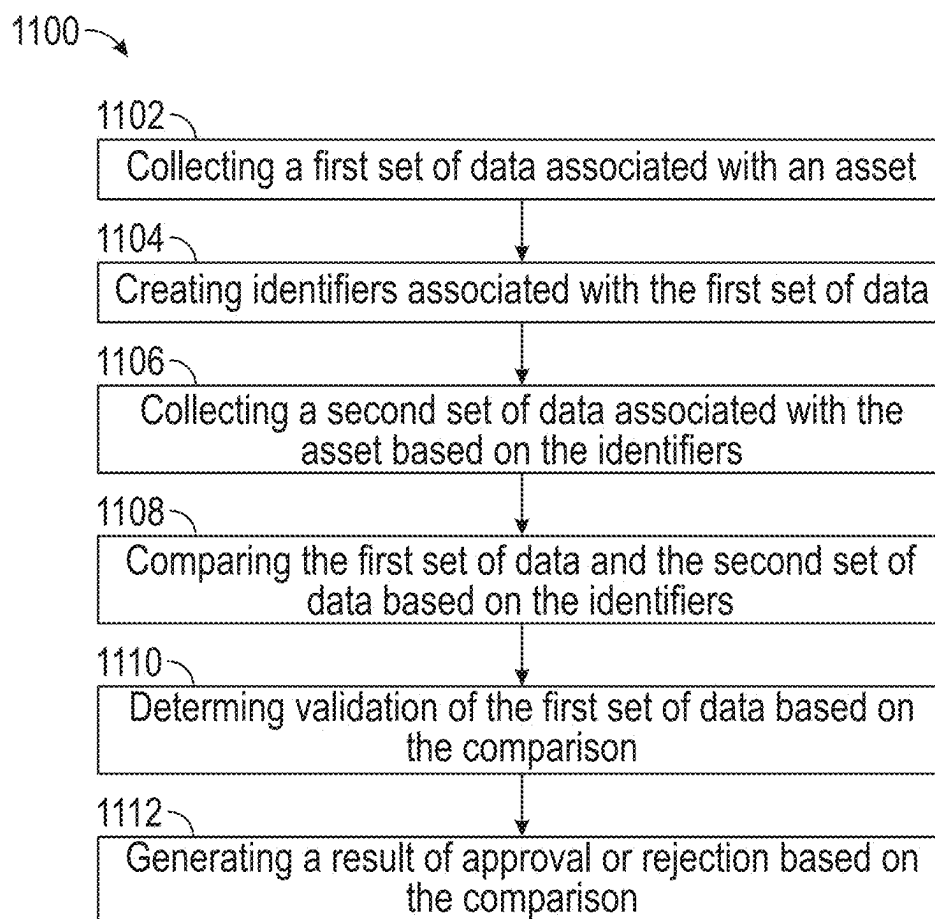 1100
1102
Collecting a first set of data associated with an asset
1104
Creating identifiers associated with the first set of data
1106
Collecting a second set of data associated with the
asset based on the identifiers
1108
Comparing the first set of data and the second set of
data based on the identifiers
1110
Determing validation of the first set of data based on
the comparison
1112
Generating a result of approval or rejection based on
the comparison